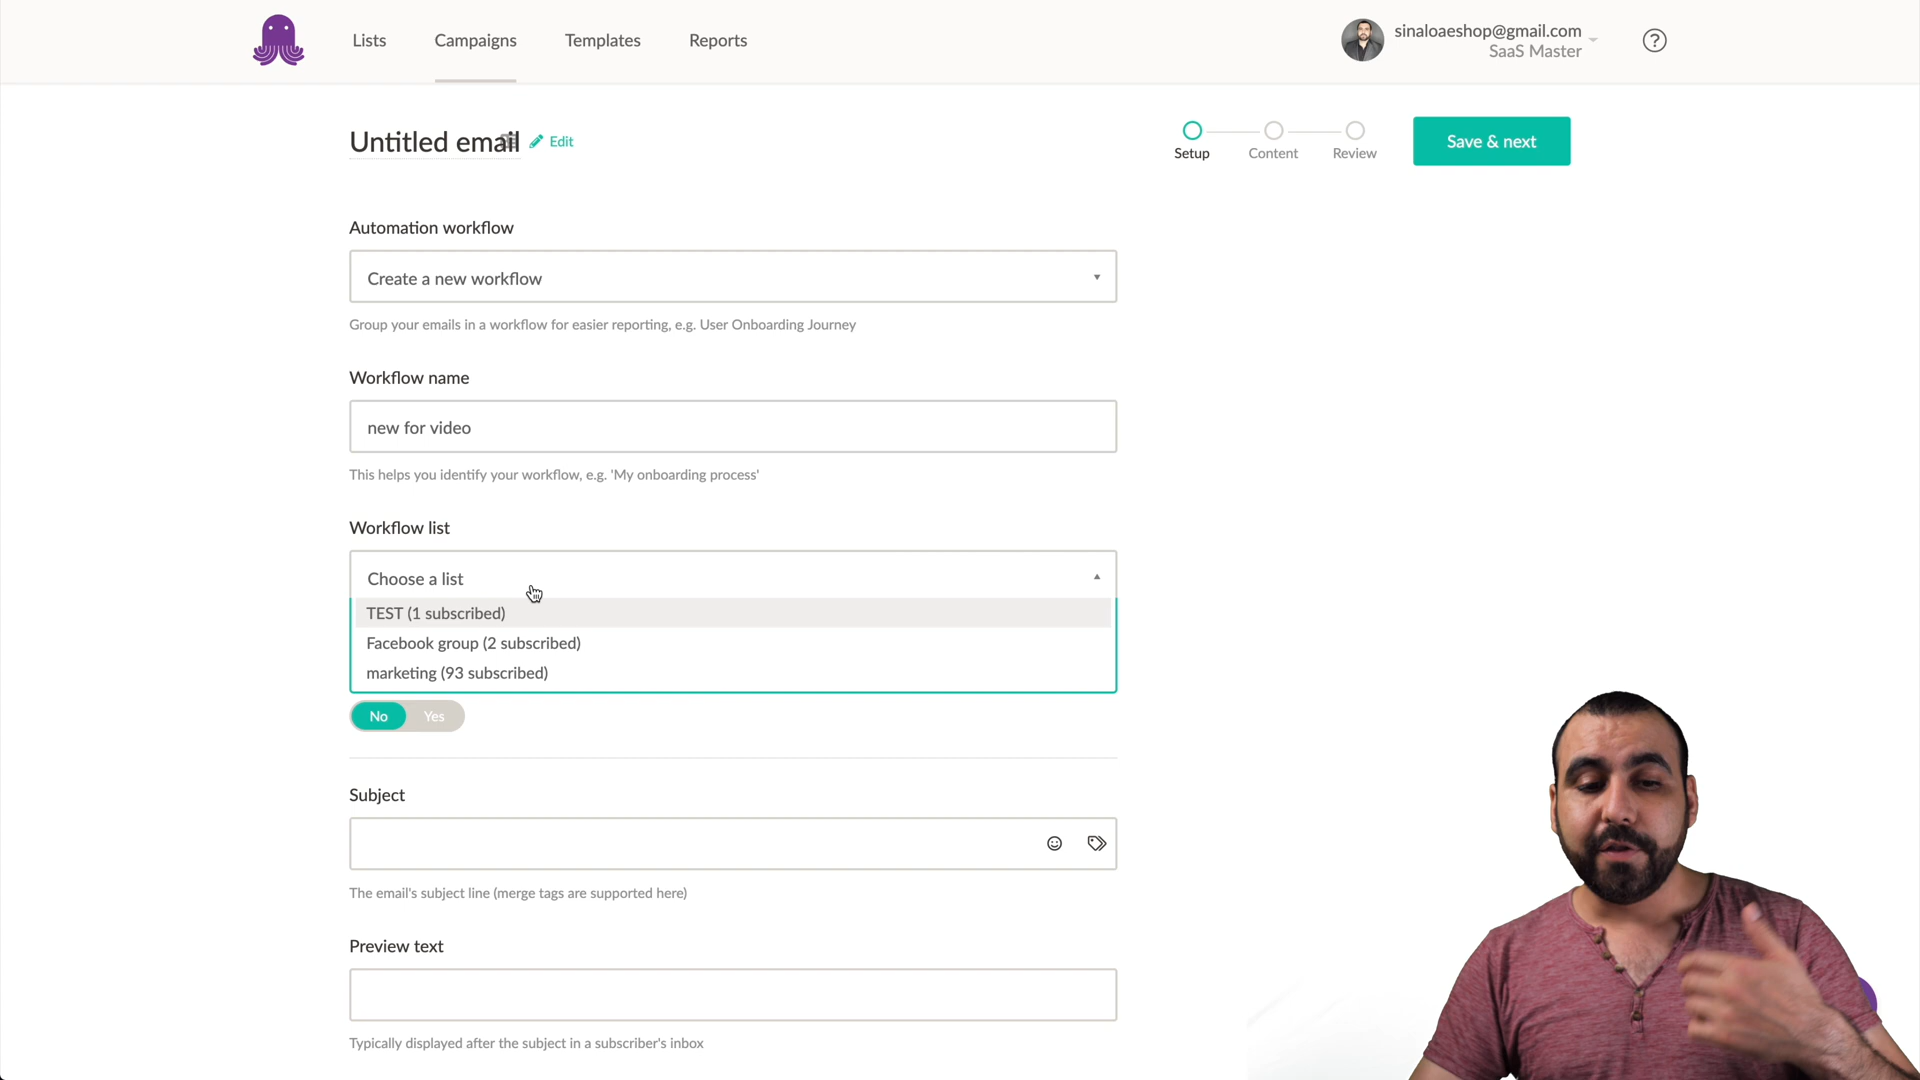 Lists
Campaigns
Templates
Reports
sinaloaeshop@gmail.com
SaaS Master
?
Untitled email
Edit
Setup
Content
Review
Save & next
Automation workflow
Create a new workflow
Group your emails in a workflow for easier reporting, e.g. User Onboarding Journey
Workflow name
new for video
This helps you identify your workflow, e.g. 'My onboarding process'
Workflow list
Choose a list
TEST (1 subscribed)
Facebook group (2 subscribed)
marketing (93 subscribed)
No
Yes
Subject
The email's subject line (merge tags are supported here)
Preview text
Typically displayed after the subject in a subscriber's inbox